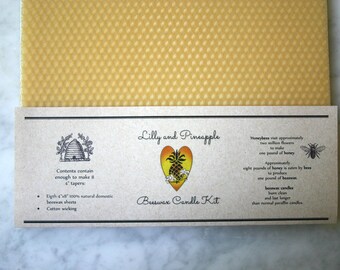 Contents contain
enough to make 8
4" tapers:
• Eigth 4"x8" 100% natural domestic
beeswax sheets
• Cotton wicking
Lilly and Pineapple
Beeswax Candle Kit
Honeybees visit approximately
two million flowers
to make
one pound of honey.
Approximately
eight pounds of honey is eaten by bees
to produce
one pound of beeswax.
beeswax candles
burn clean
and last longer
than normal paraffin candles.